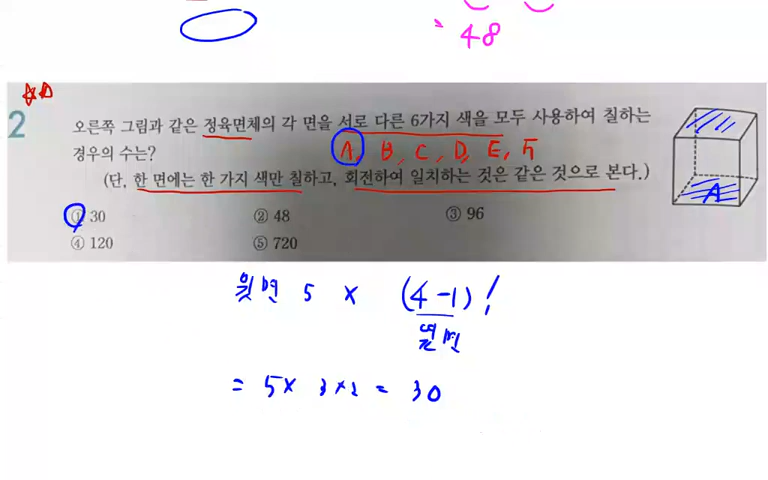 = 48
2
오른쪽 그림과 같은 정육면체의 각 면을 서로 다른 6가지 색을 모두 사용하여 칠하는
경우의 수는?
A, B, C, D, E, F
(단, 한 면에는 한 가지 색만 칠하고, 회전하여 일치하는 것은 같은 것으로 본다.)
A
① 30 ② 48 ③ 96
④ 120 ⑤ 720
윗면 5 × (4-1)!
옆면
= 5 × 3 × 2 = 30